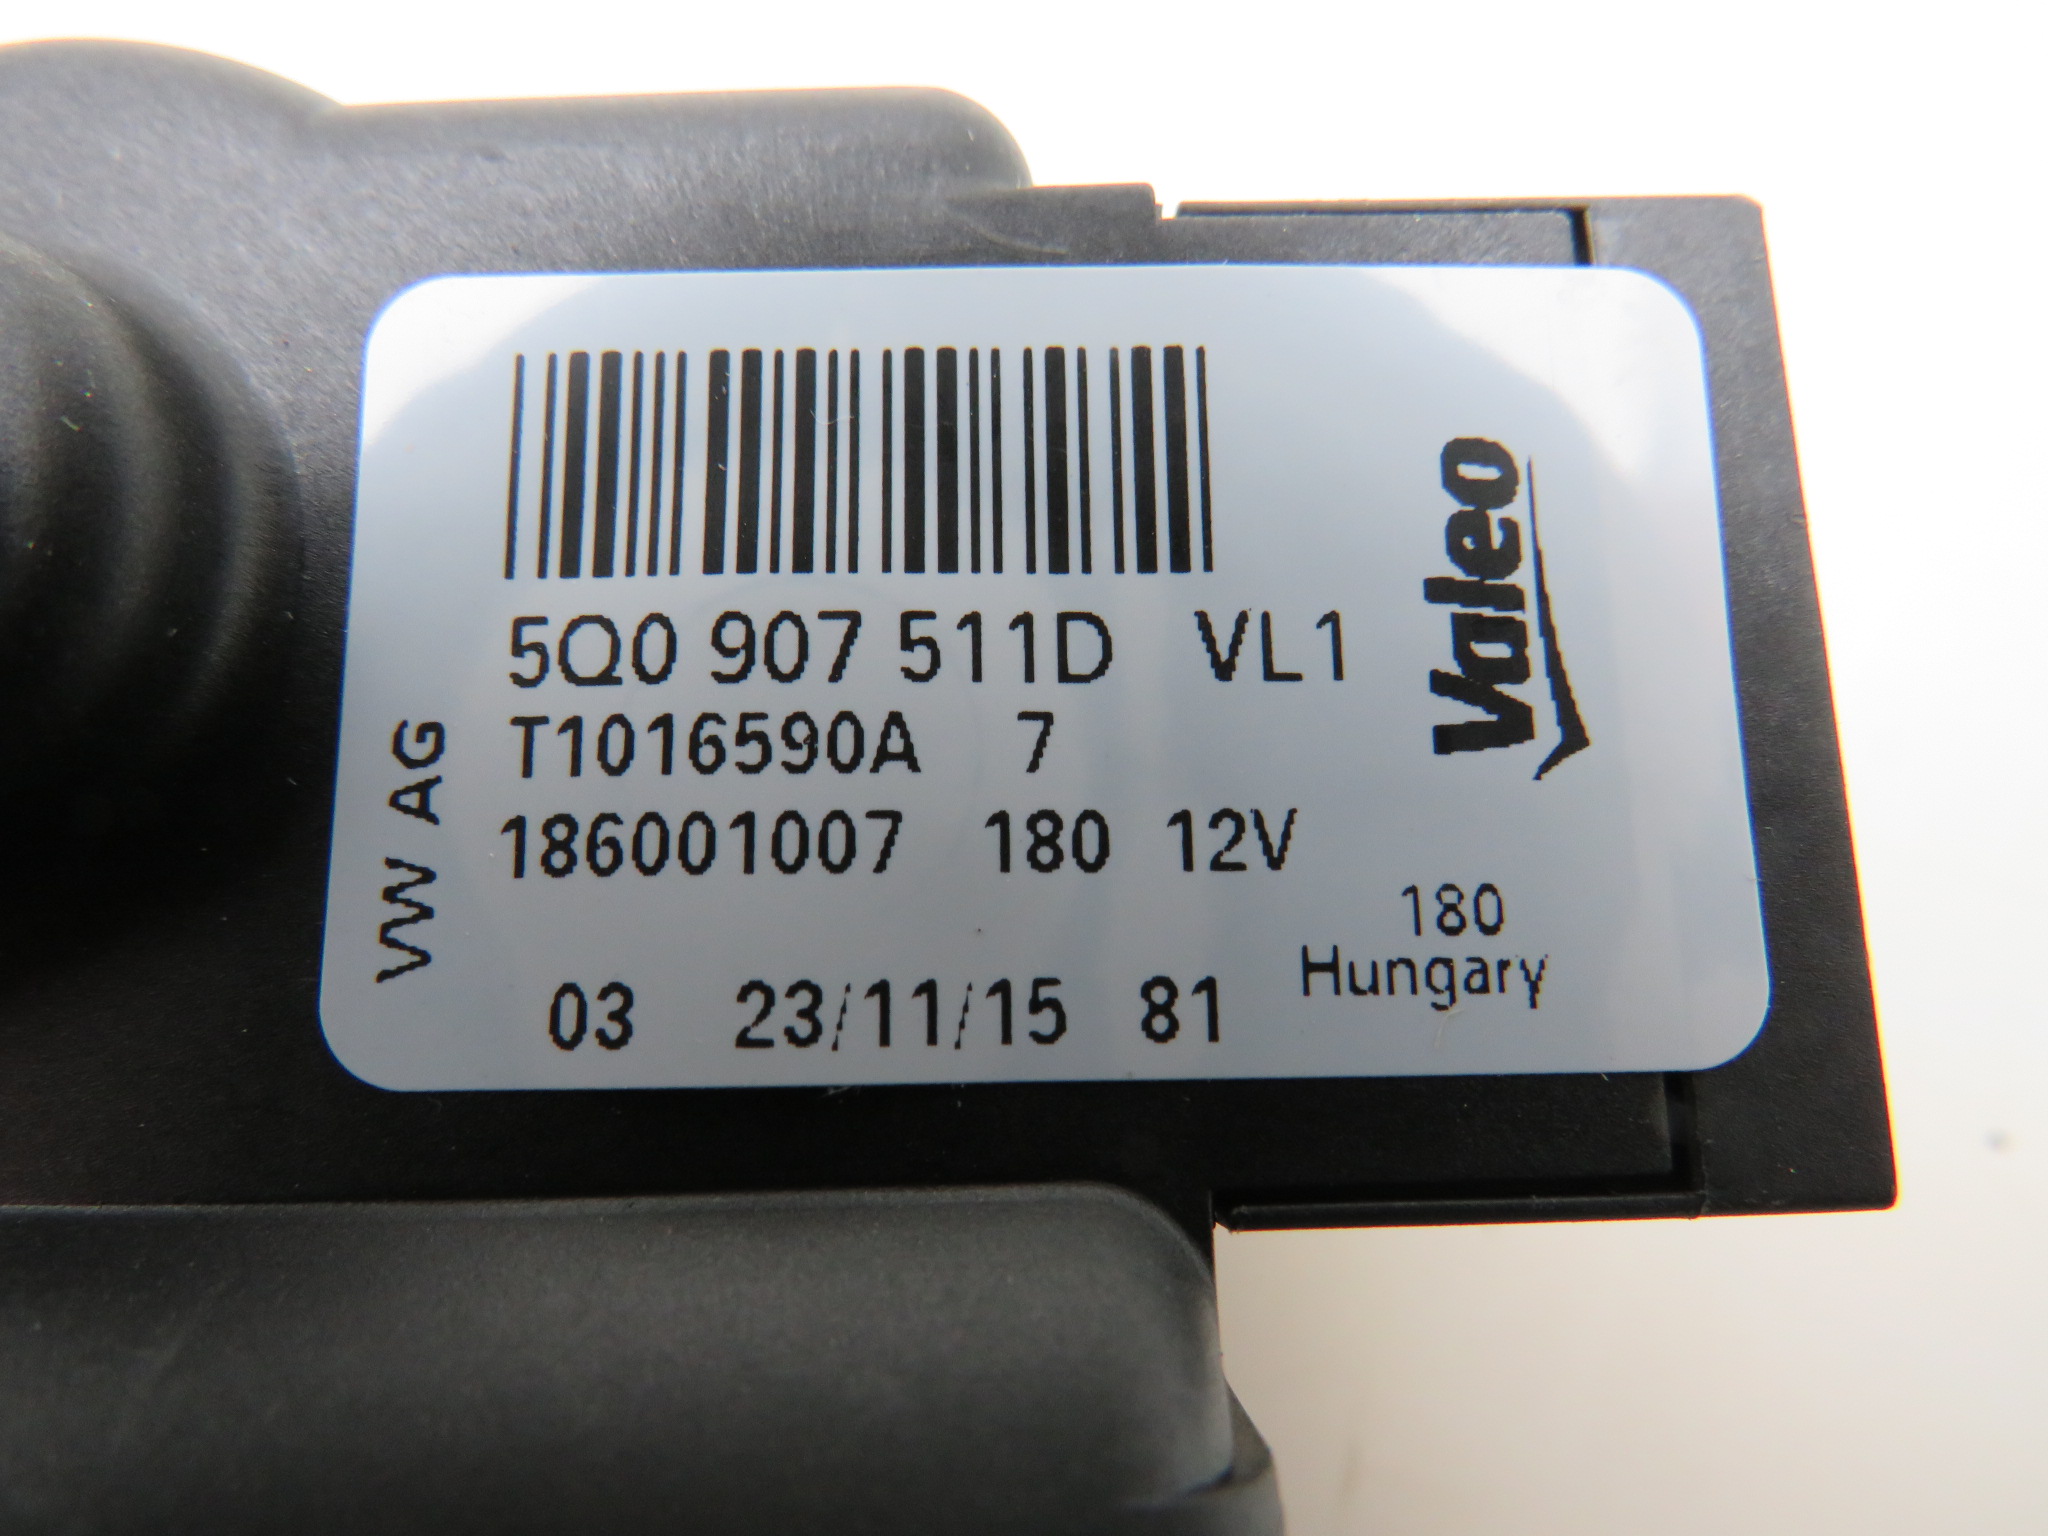 5Q0 907 511D VL1
T1016590A 7
186001007 180 12V
03 23/11/15 81
180
Hungary
VW AG
Valeo